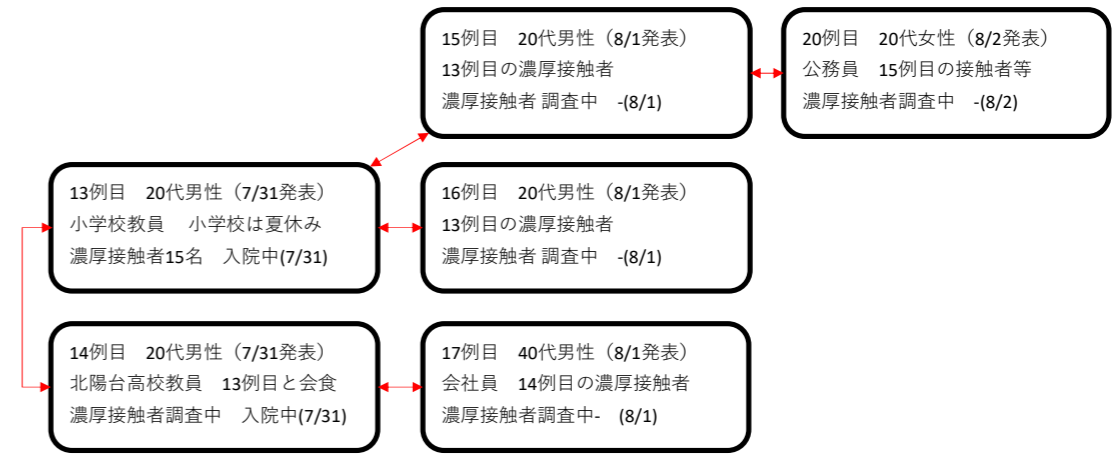 15例目　20代男性（8/1発表）
13例目の濃厚接触者
濃厚接触者 調査中　-(8/1)
20例目　20代女性（8/2発表）
公務員　15例目の接触者等
濃厚接触者調査中　-(8/2)
13例目　20代男性（7/31発表）
小学校教員　 小学校は夏休み
濃厚接触者15名　入院中(7/31)
16例目　20代男性（8/1発表）
13例目の濃厚接触者
濃厚接触者 調査中　-(8/1)
14例目　20代男性（7/31発表）
北陽台高校教員　13例目と会食
濃厚接触者調査中　入院中(7/31)
17例目　40代男性（8/1発表）
会社員　14例目の濃厚接触者
濃厚接触者調査中-　(8/1)